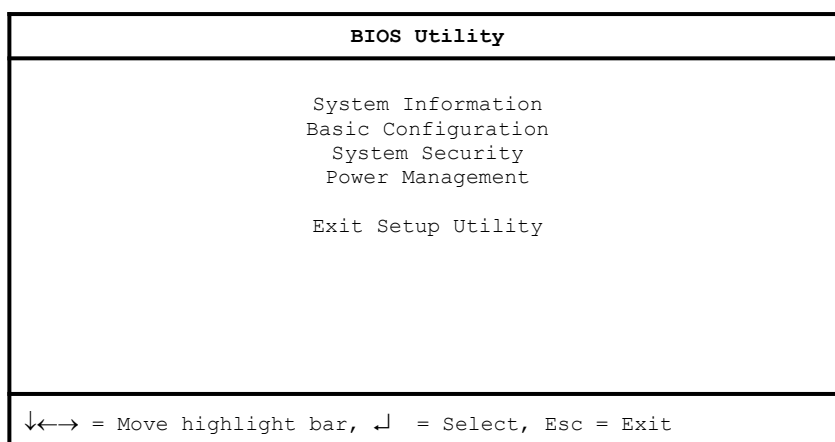 BIOS Utility
System Information
Basic Configuration
System Security
Power Management
Exit Setup Utility
↓←→ = Move highlight bar, ↵ = Select, Esc = Exit